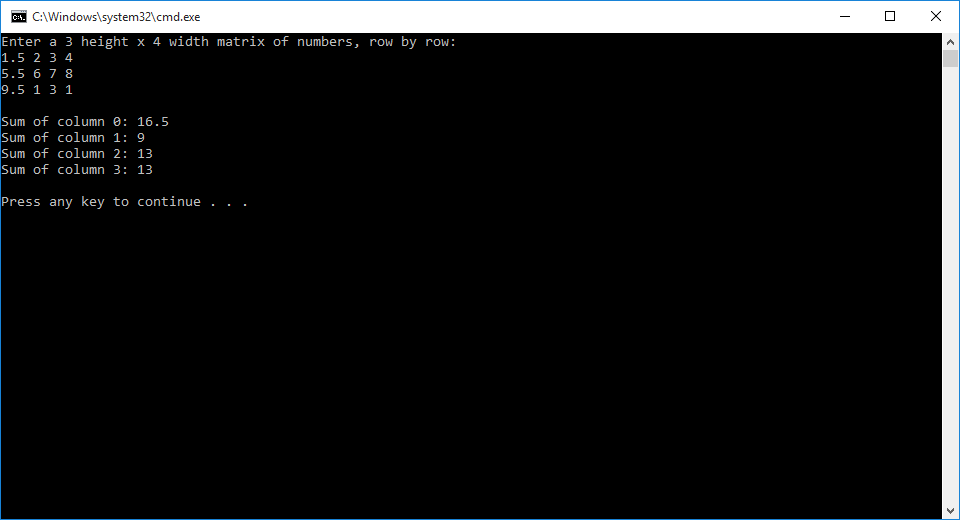 C:\Windows\system32\cmd.exe
Enter a 3 height x 4 width matrix of numbers, row by row:
1.5 2 3 4
5.5 6 7 8
9.5 1 3 1
Sum of column 0: 16.5
Sum of column 1: 9
Sum of column 2: 13
Sum of column 3: 13
Press any key to continue . . .